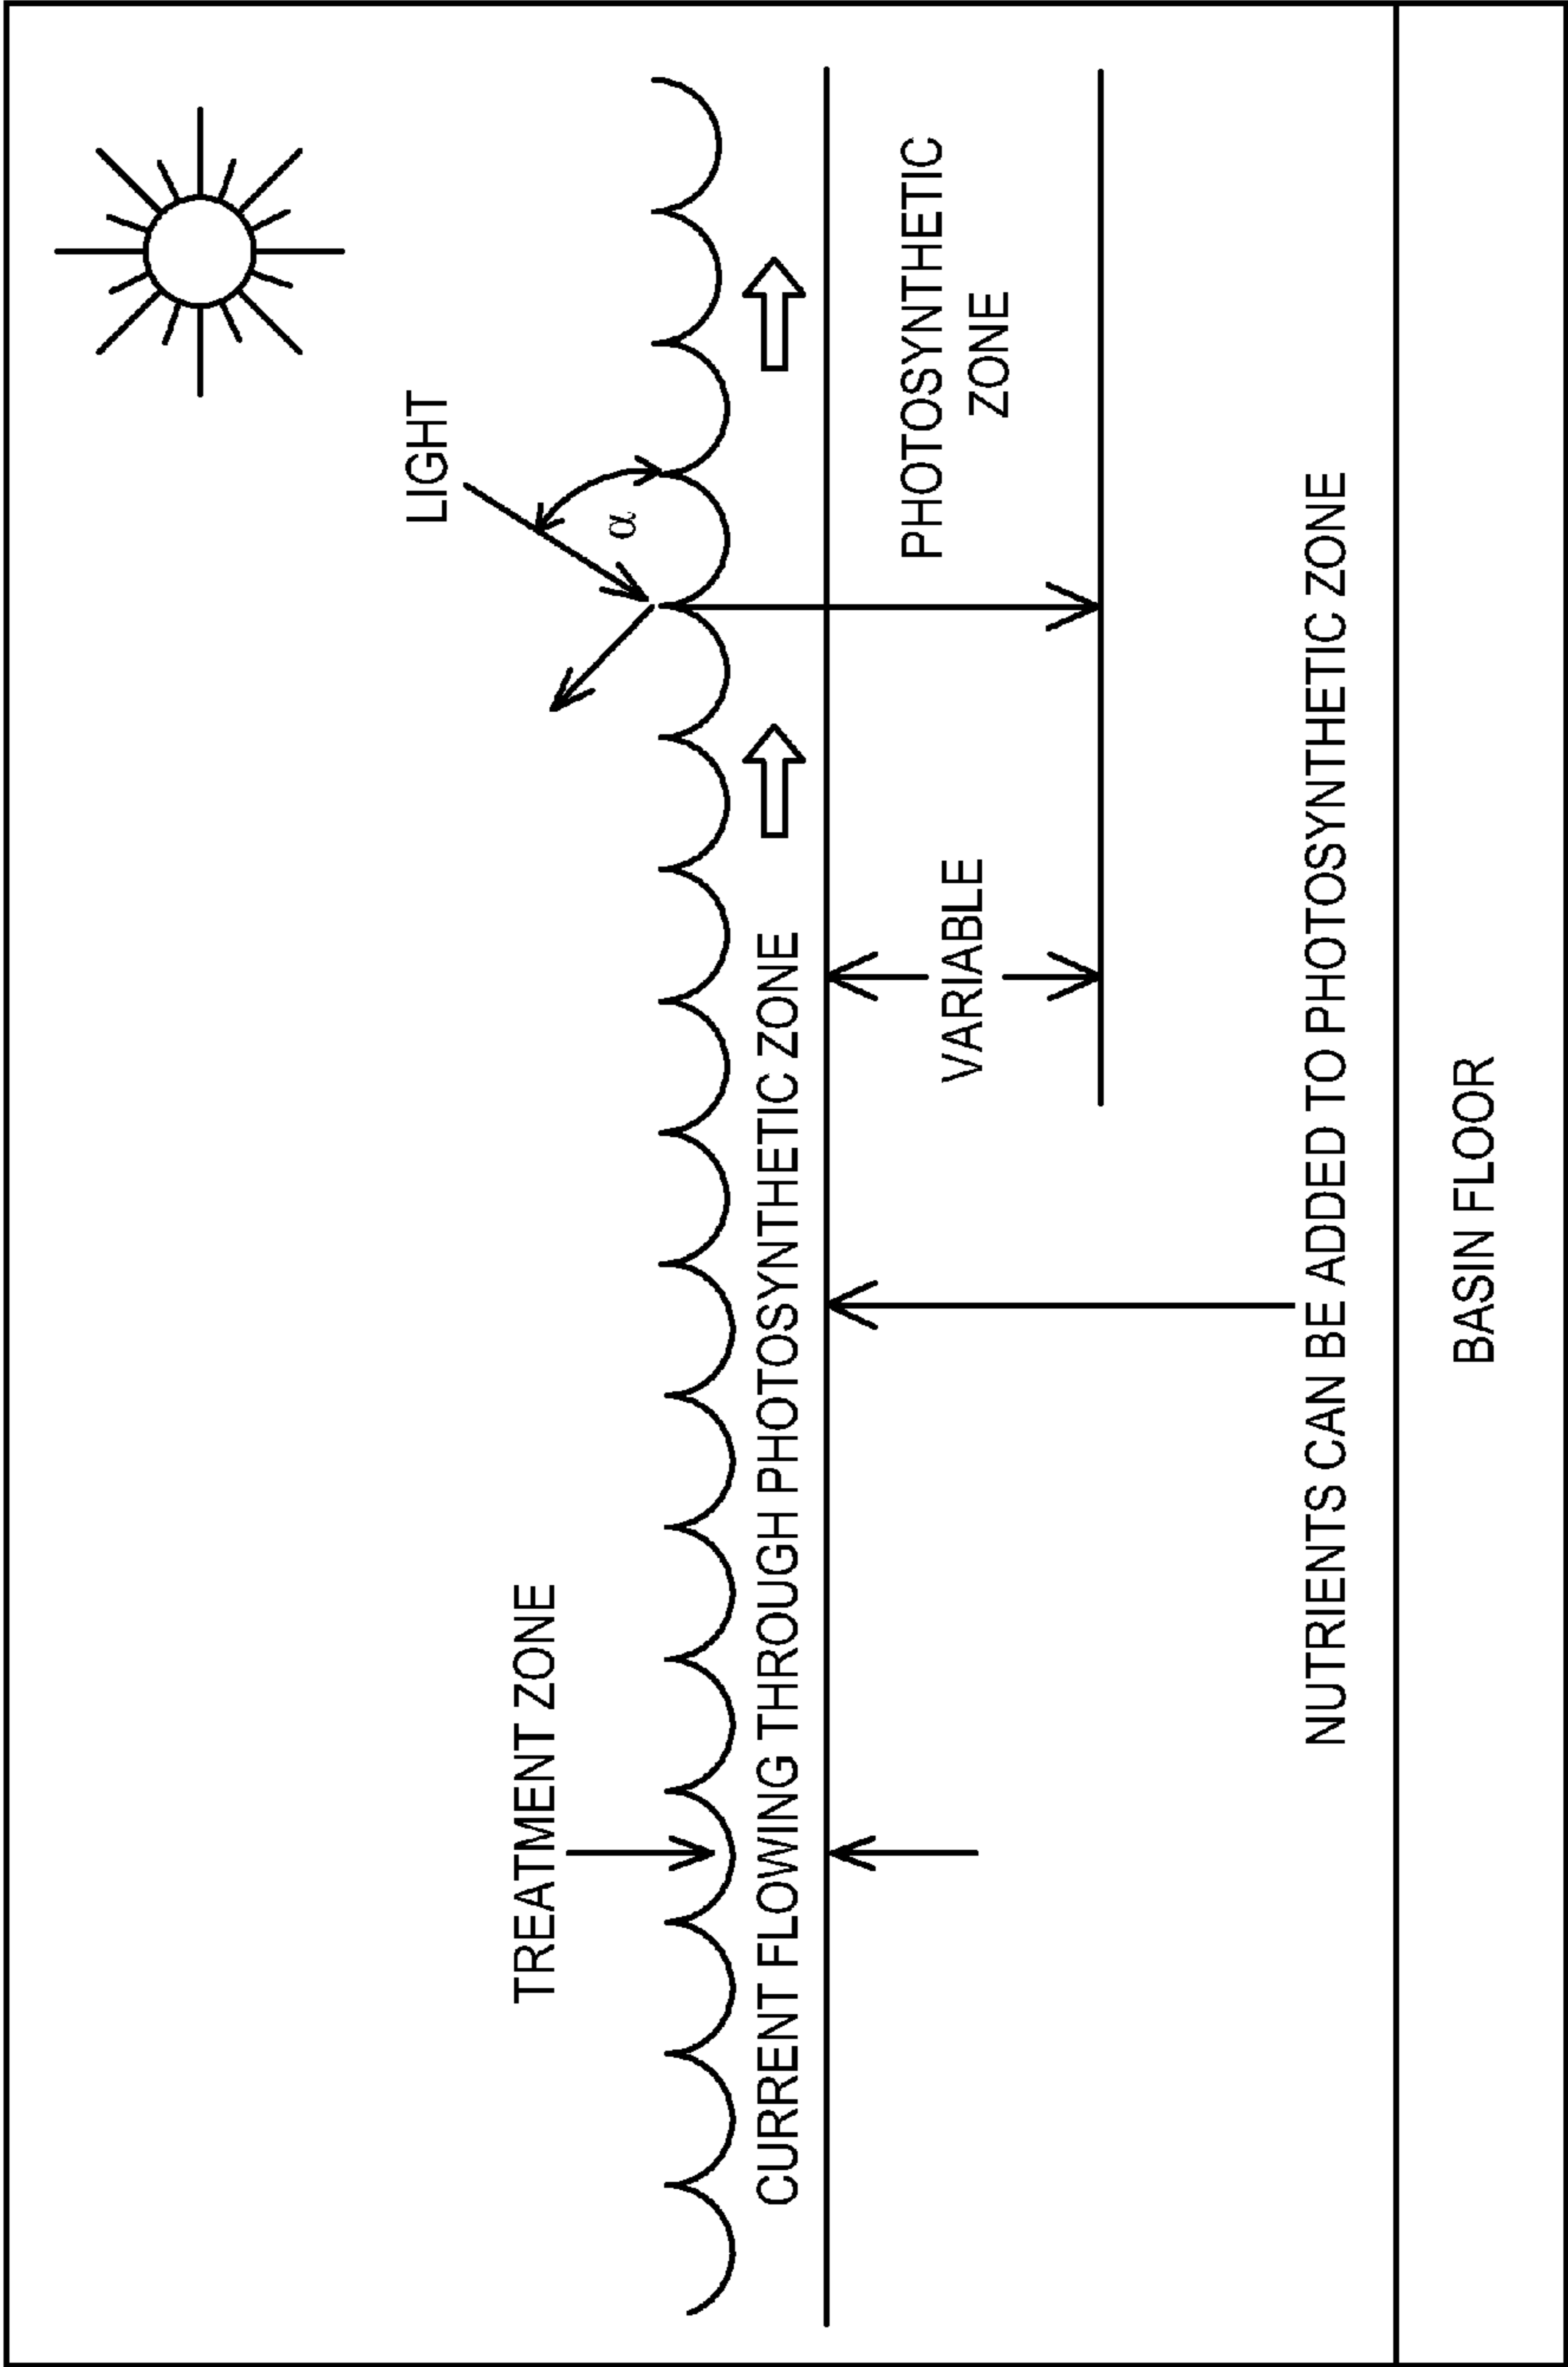 LIGHT
α
TREATMENT ZONE
CURRENT FLOWING THROUGH PHOTOSYNTHETIC ZONE
PHOTOSYNTHETIC
ZONE
VARIABLE
NUTRIENTS CAN BE ADDED TO PHOTOSYNTHETIC ZONE
BASIN FLOOR